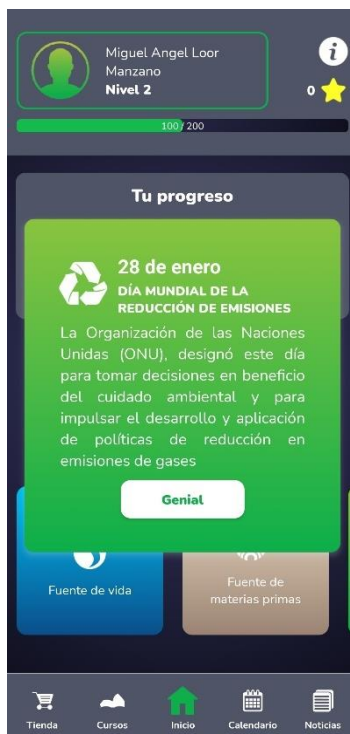 Miguel Angel Loor
Manzano
Nivel 2
0
100 / 200
Tu progreso
28 de enero
DÍA MUNDIAL DE LA
REDUCCIÓN DE EMISIONES
La Organización de las Naciones
Unidas (ONU), designó este día
para tomar decisiones en beneficio
del cuidado ambiental y para
impulsar el desarrollo y aplicación
de políticas de reducción en
emisiones de gases
Genial
Fuente de vida
Fuente de
materias primas
Tienda
Cursos
Inicio
Calendario
Noticias